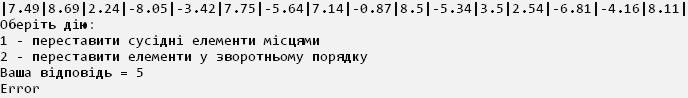 |7.49|8.69|2.24|-8.05|-3.42|7.75|-5.64|7.14|-0.87|8.5|-5.34|3.5|2.54|-6.81|-4.16|8.11|
Оберіть дію:
1 - переставити сусідні елементи місцями
2 - переставити елементи у зворотньому порядку
Ваша відповідь = 5
Error